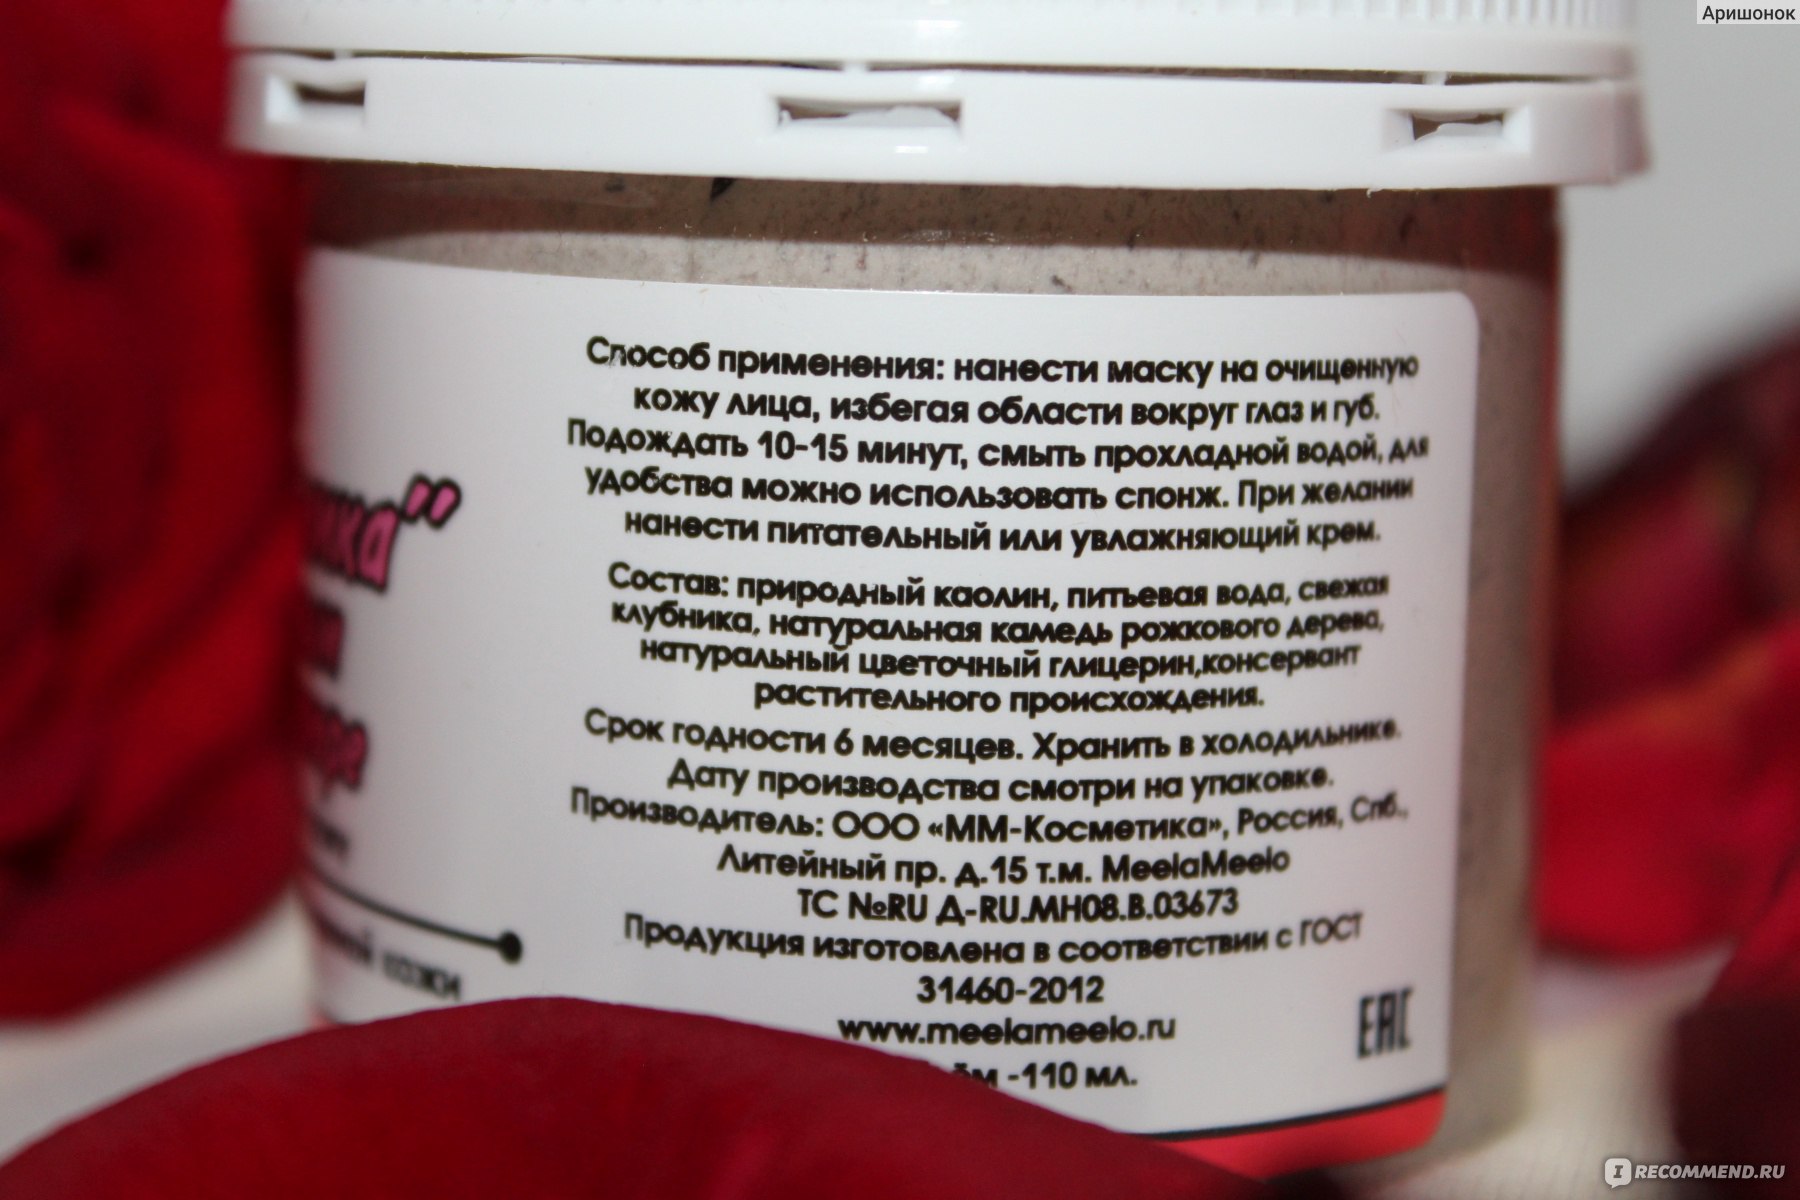 Аришонок
Способ применения: нанести маску на очищенную
кожу лица, избегая области вокруг глаз и губ.
Подождать 10-15 минут, смыть прохладной водой, для
удобства можно использовать спонж. При желании
нанести питательный или увлажняющий крем.
Состав: природный каолин, питьевая вода, свежая
клубника, натуральная камедь рожкового дерева,
натуральный цветочный глицерин,консервант
растительного происхождения.
Срок годности 6 месяцев. Хранить в холодильнике.
Дату производства смотри на упаковке.
Производитель: ООО «ММ-Косметика», Россия, Спб.,
Литейный пр. д.15 т.м. MeelaMeelo
ТС №RU Д-RU.МН08.В.03673
Продукция изготовлена в соответствии с ГОСТ
31460-2012
www.meelameelo.ru
-110 мл.
ЕАС
кожи
IRECOMMEND.RU